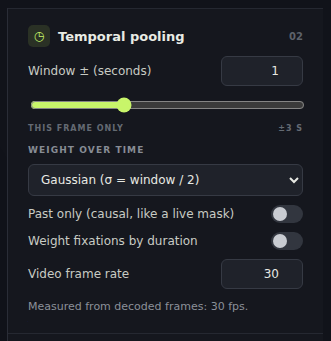 Temporal pooling 02
Window ± (seconds) 1
THIS FRAME ONLY ±3 S
WEIGHT OVER TIME
Gaussian (σ = window / 2)
Past only (causal, like a live mask)
Weight fixations by duration
Video frame rate 30
Measured from decoded frames: 30 fps.